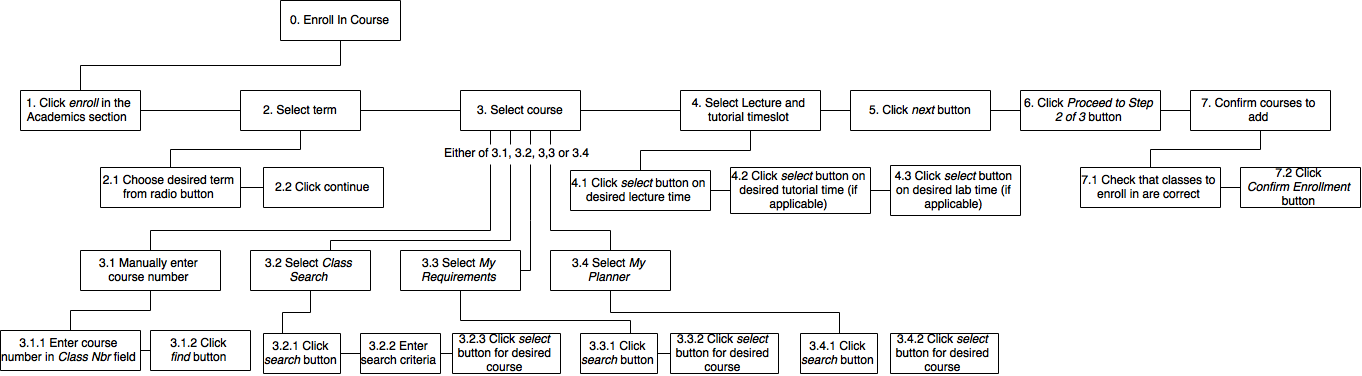 0. Enroll In Course
1. Click enroll in the
Academics section
2. Select term
3. Select course
4. Select Lecture and
tutorial timeslot
5. Click next button
6. Click Proceed to Step
2 of 3 button
7. Confirm courses to
add
Either of 3.1, 3.2, 3,3 or 3.4
2.1 Choose desired term
from radio button
2.2 Click continue
4.1 Click select button on
desired lecture time
4.2 Click select button on
desired tutorial time (if
applicable)
4.3 Click select button
on desired lab time (if
applicable)
7.1 Check that classes to
enroll in are correct
7.2 Click
Confirm Enrollment
button
3.1 Manually enter
course number
3.2 Select Class
Search
3.3 Select My
Requirements
3.4 Select My
Planner
3.1.1 Enter course
number in Class Nbr field
3.1.2 Click
find button
3.2.1 Click
search button
3.2.2 Enter
search criteria
3.2.3 Click select
button for desired
course
3.3.1 Click
search button
3.3.2 Click select
button for desired
course
3.4.1 Click
search button
3.4.2 Click select
button for desired
course